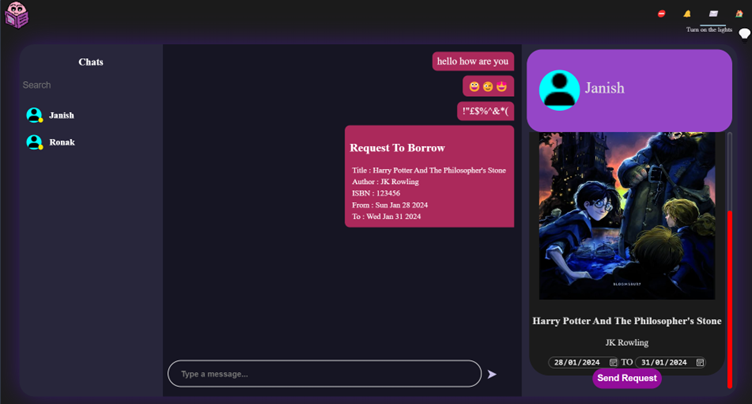 Turn on the lights
Chats
Search
Janish
Ronak
hello how are you
😄 🧐 😍
!"£$%^&*(
Request To Borrow
Title : Harry Potter And The Philosopher's Stone
Author : JK Rowling
ISBN : 123456
From : Sun Jan 28 2024
To : Wed Jan 31 2024
Type a message...
Janish
BLOOMSBURY
Harry Potter And The Philosopher's Stone
JK Rowling
28/01/2024 TO 31/01/2024
Send Request